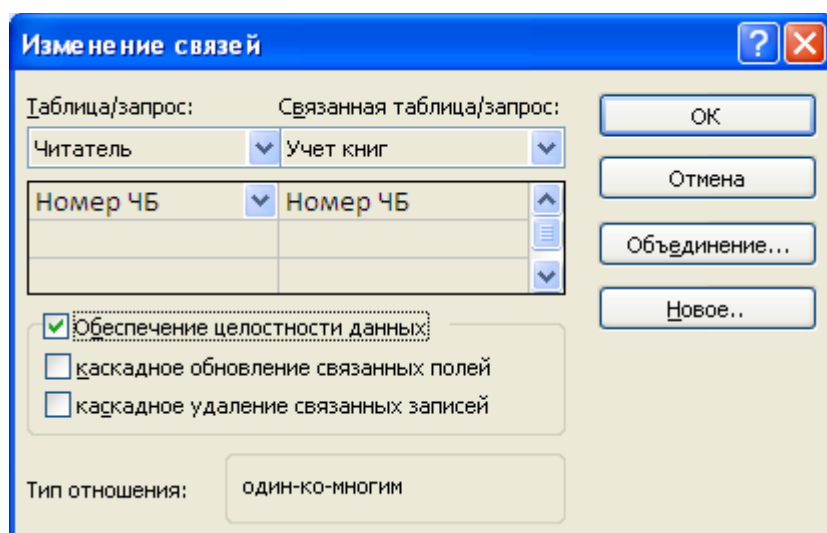 Изменение связей
Таблица/запрос: Связанная таблица/запрос:
Читатель Учет книг
Номер ЧБ Номер ЧБ
Обеспечение целостности данных
каскадное обновление связанных полей
каскадное удаление связанных записей
Тип отношения: один-ко-многим
ОК
Отмена
Объединение...
Новое..